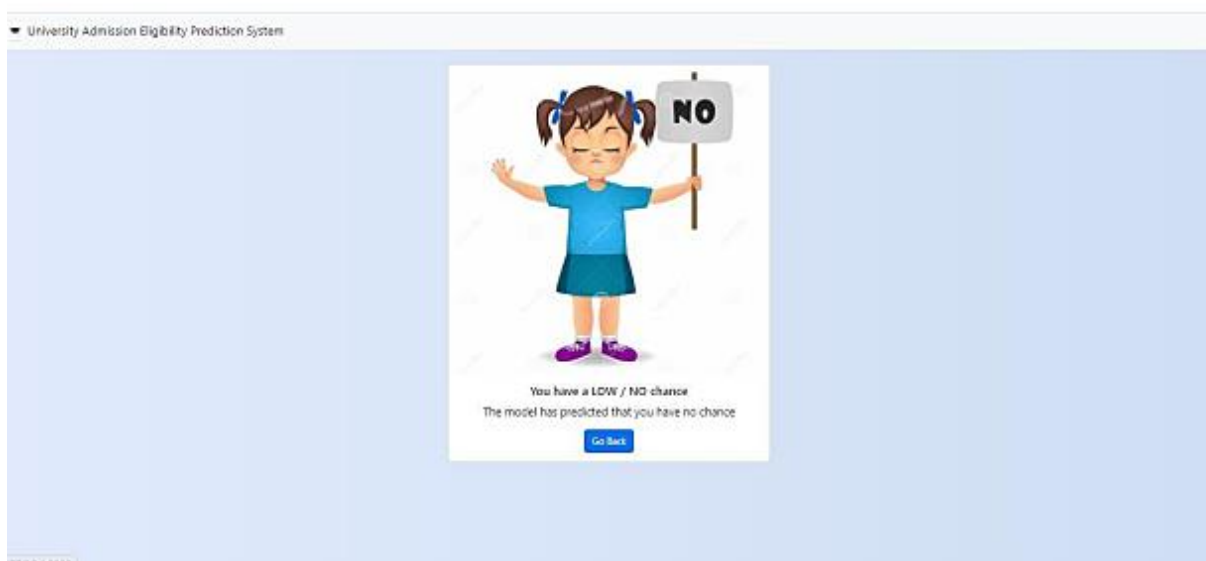 University Admission Eligibility Prediction System
NO
You have a LOW / NO chance
The model has predicted that you have no chance
Go Back